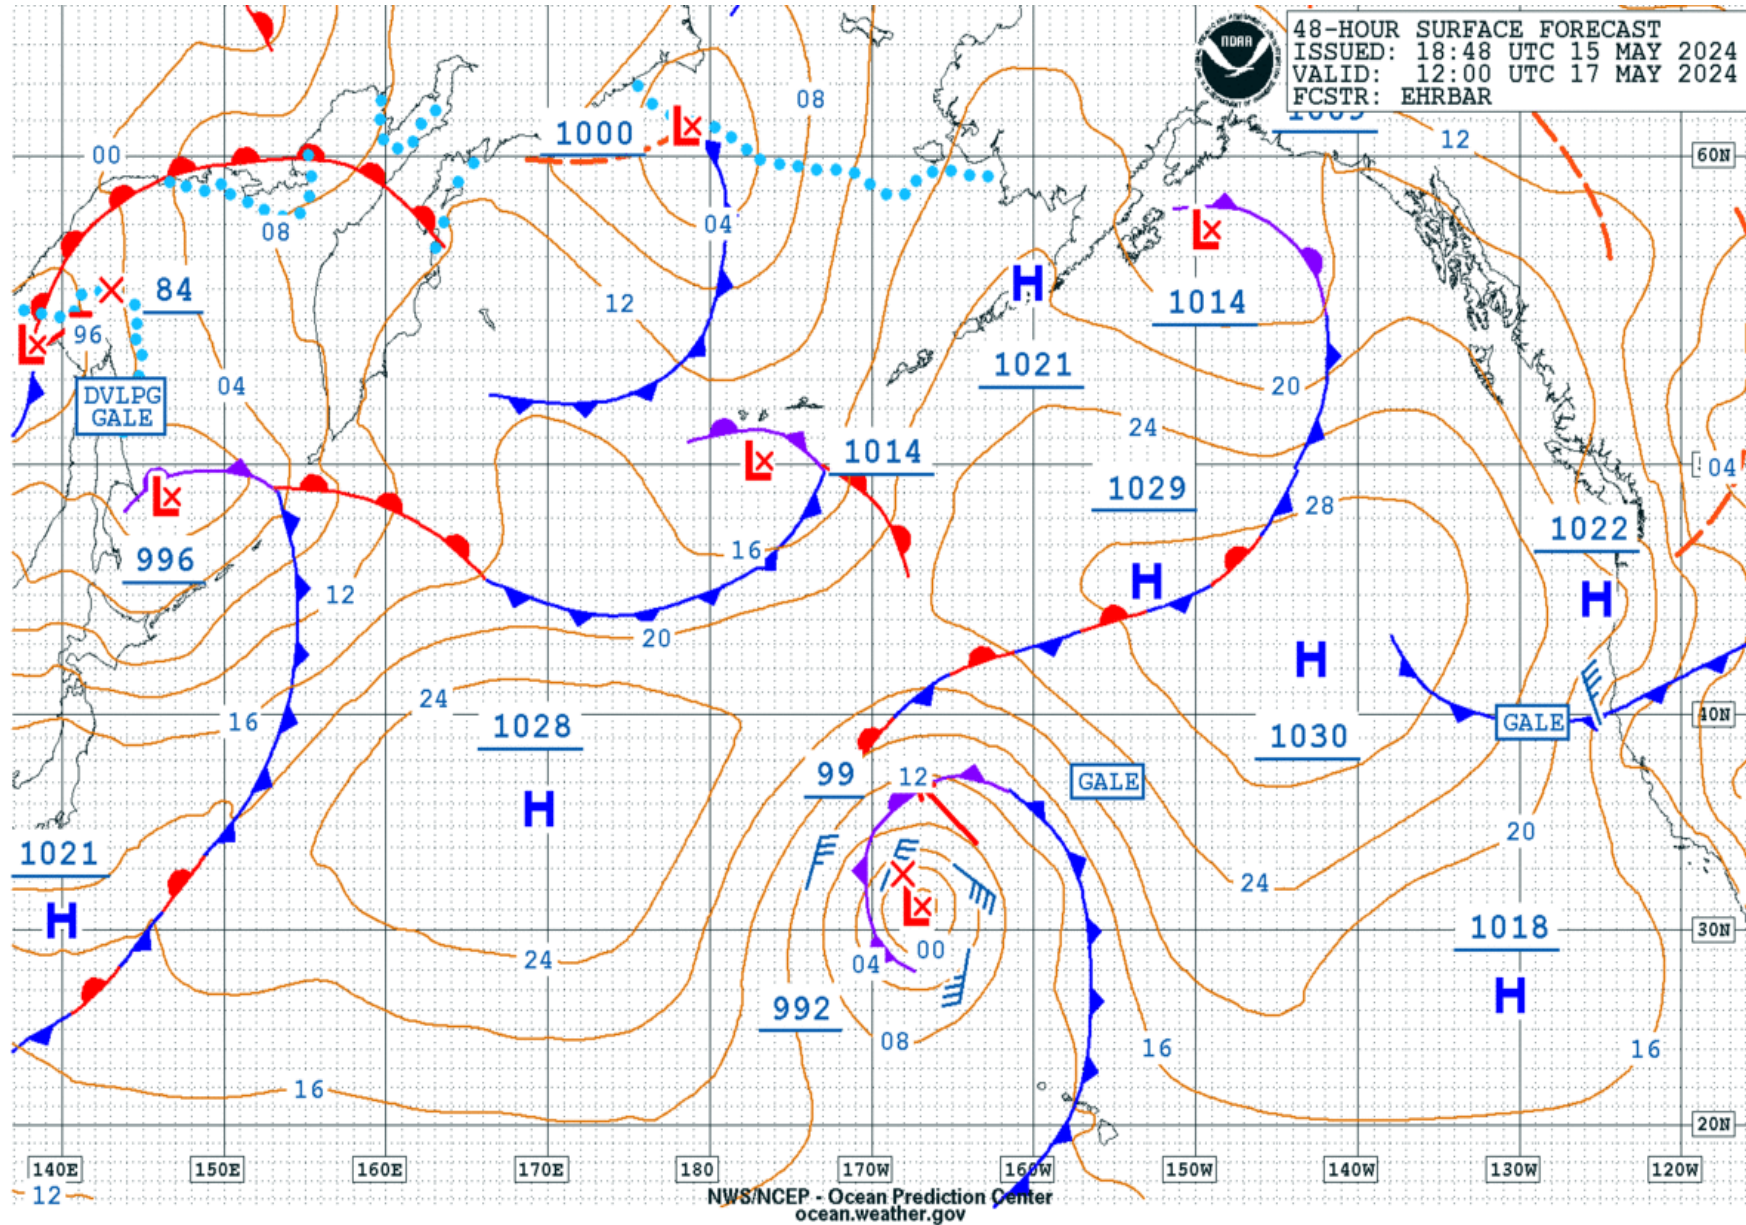 NOAA
48-HOUR SURFACE FORECAST
ISSUED: 18:48 UTC 15 MAY 2024
VALID: 12:00 UTC 17 MAY 2024
FCSTR: EHRBAR
08
1000
L
12
00
60N
08
04
L
84
12
H
1014
96
L
1021
04
20
DVLPG
GALE
24
1014
L
04
1029
28
L
16
1022
996
12
H
H
20
H
24
16
1028
1030
GALE
40N
99
12
GALE
H
20
1021
24
H
L
1018
30N
24
04
00
992
H
08
16
16
16
20N
140E
150E
160E
170E
180
170W
160W
150W
140W
130W
120W
12
NWS/NCEP - Ocean Prediction Center
ocean.weather.gov